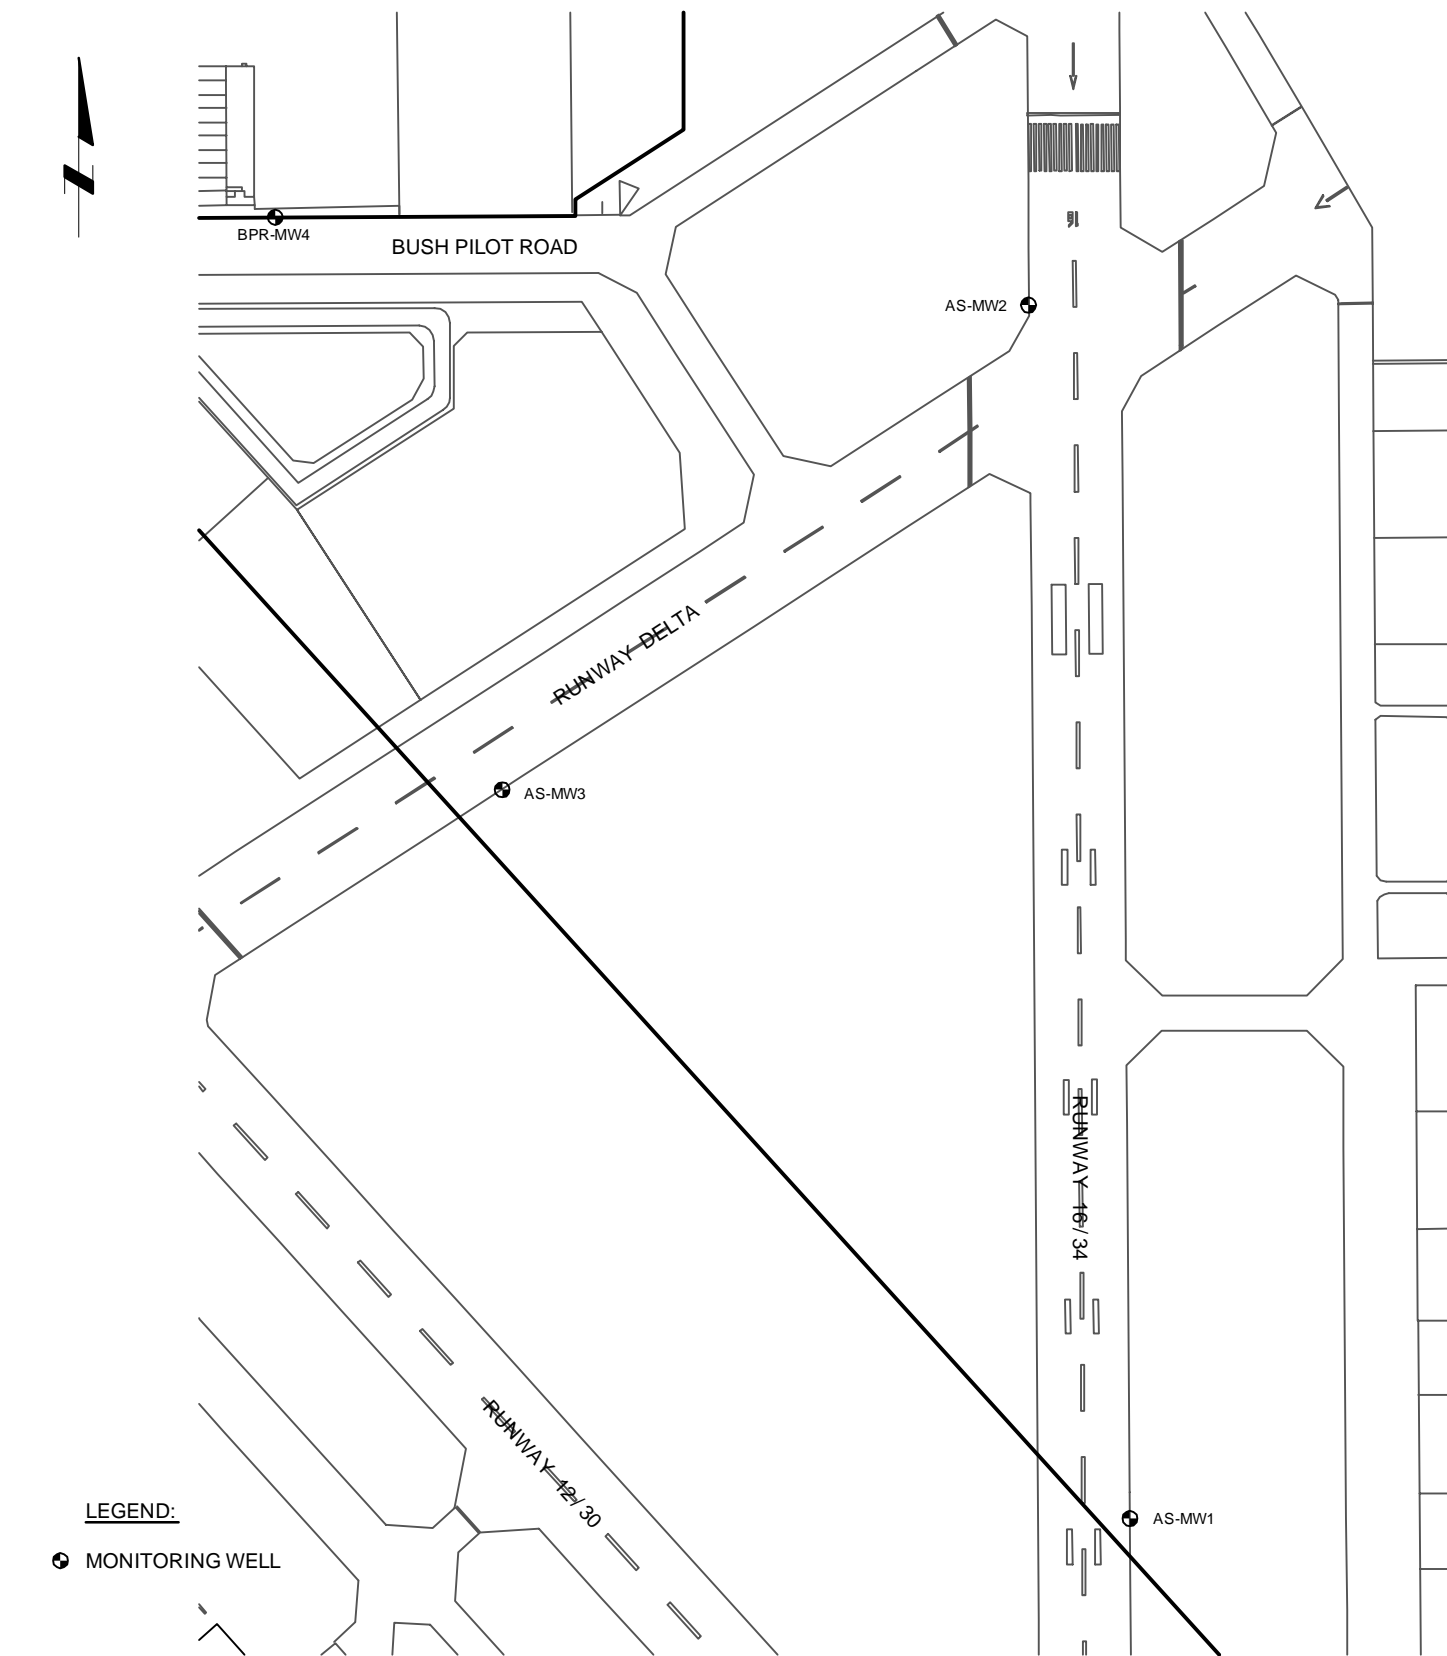 BPR-MW4
BUSH PILOT ROAD
AS-MW2
RUNWAY DELTA
AS-MW3
RUNWAY 16/34
RUNWAY 12/30
AS-MW1
LEGEND:
MONITORING WELL